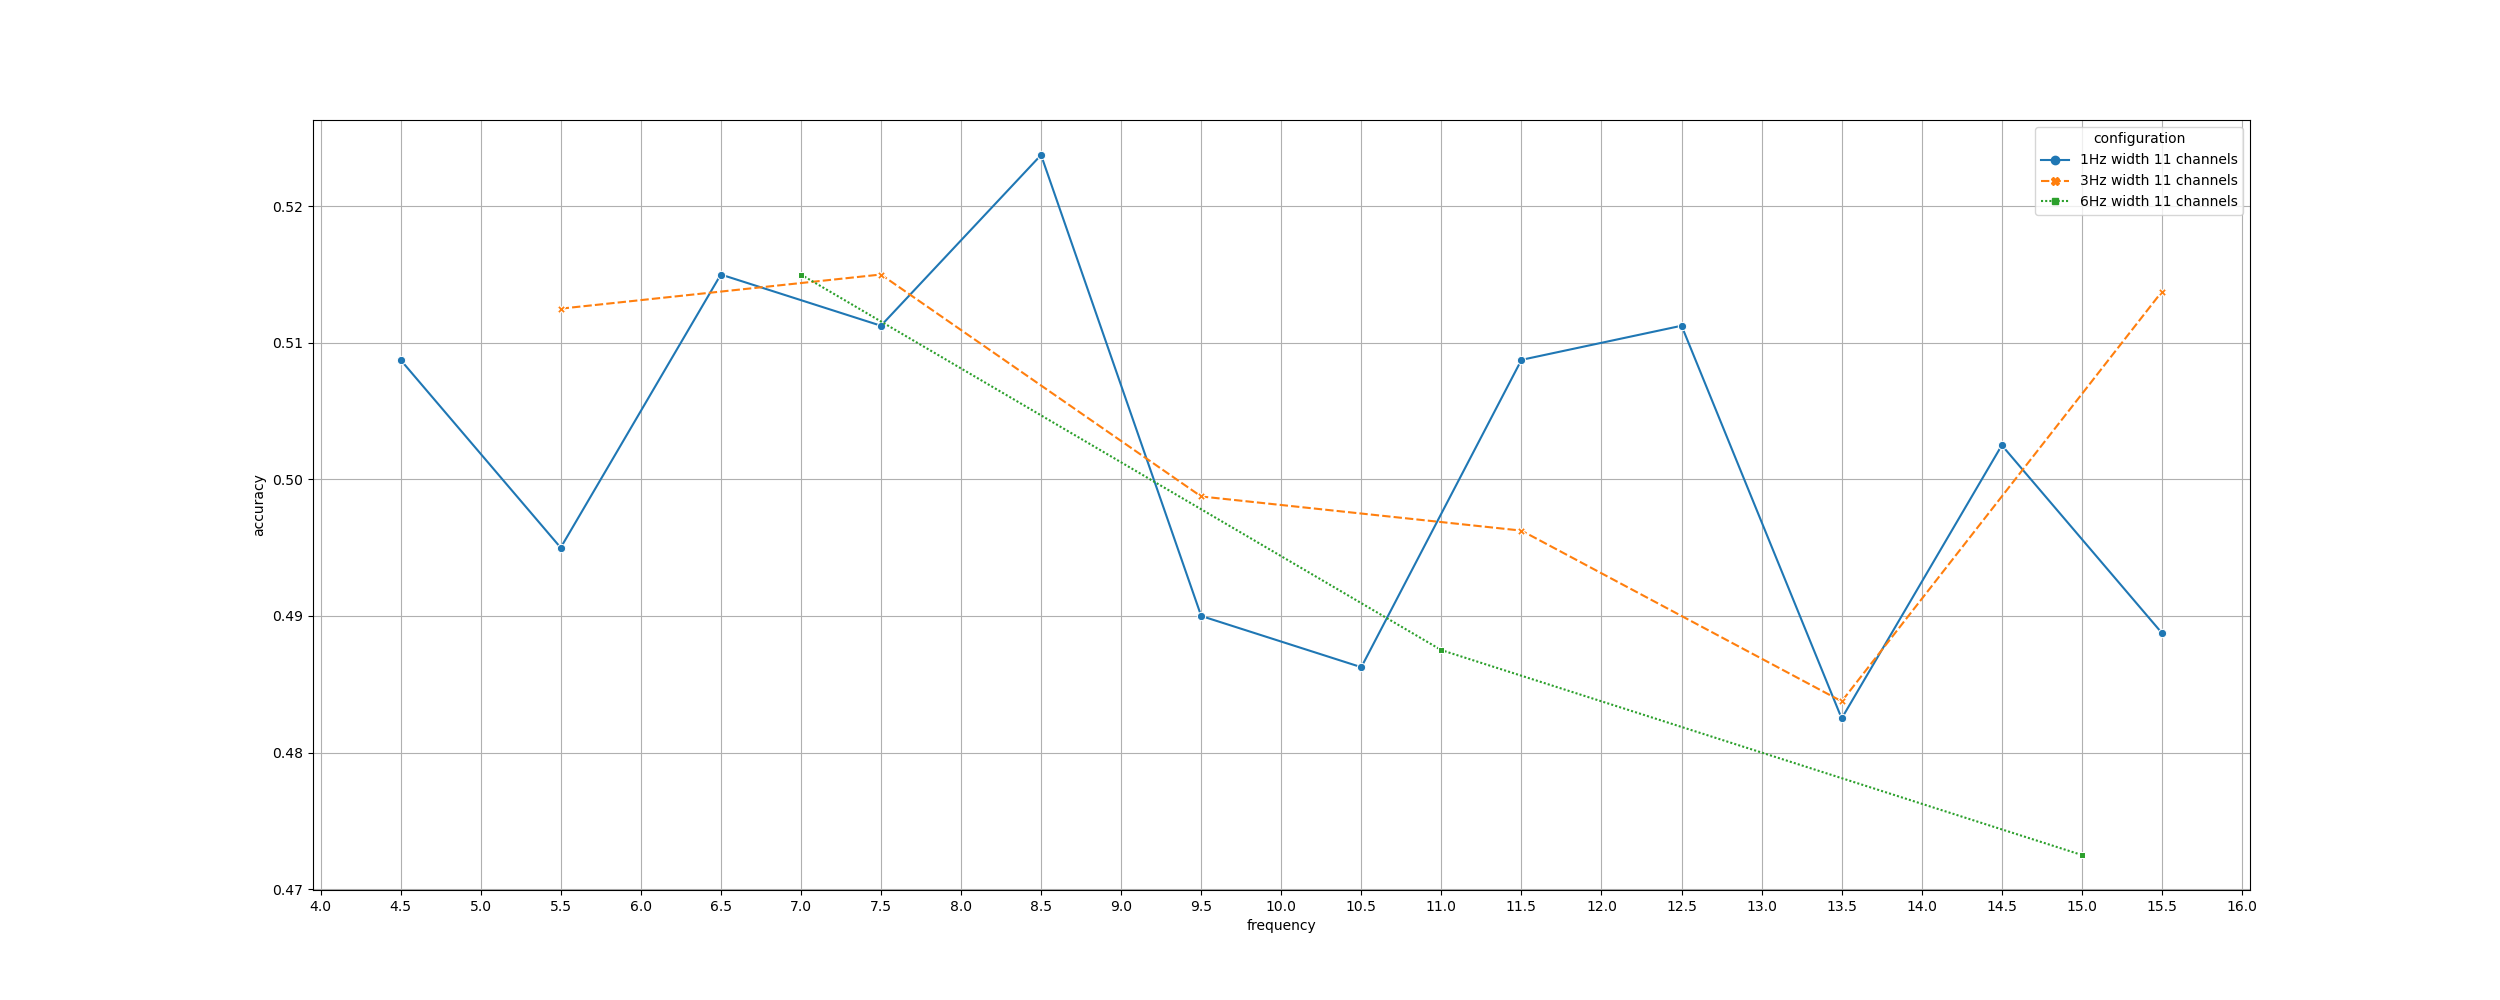 configuration
1Hz width 11 channels
3Hz width 11 channels
6Hz width 11 channels
0.52
0.51
0.50
0.49
0.48
0.47
accuracy
4.0 4.5 5.0 5.5 6.0 6.5 7.0 7.5 8.0 8.5 9.0 9.5 10.0 10.5 11.0 11.5 12.0 12.5 13.0 13.5 14.0 14.5 15.0 15.5 16.0
frequency